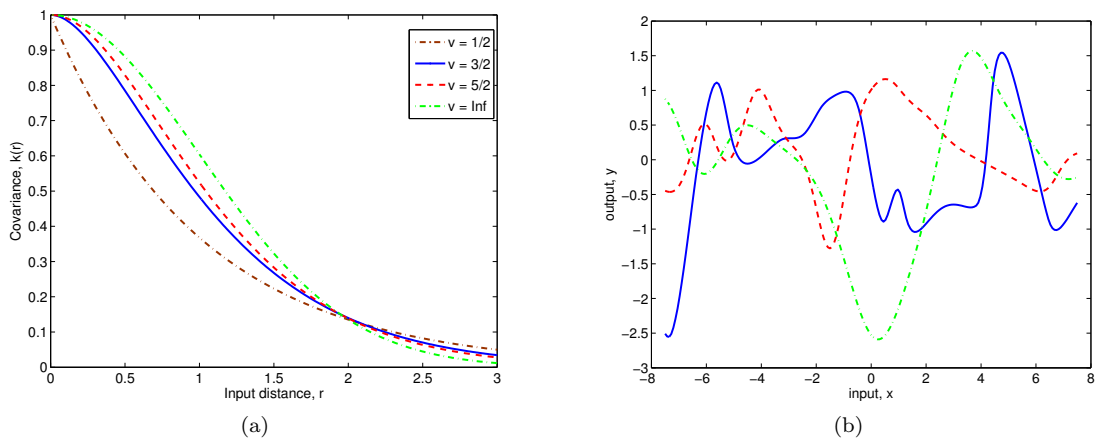 1
0.9
0.8
0.7
0.6
0.5
0.4
0.3
0.2
0.1
0
Covariance, k(r)
v = 1/2
v = 3/2
v = 5/2
v = Inf
0 0.5 1 1.5 2 2.5 3
Input distance, r
(a)
2
1.5
1
0.5
0
−0.5
−1
−1.5
−2
−2.5
−3
output, y
−8 −6 −4 −2 0 2 4 6 8
input, x
(b)